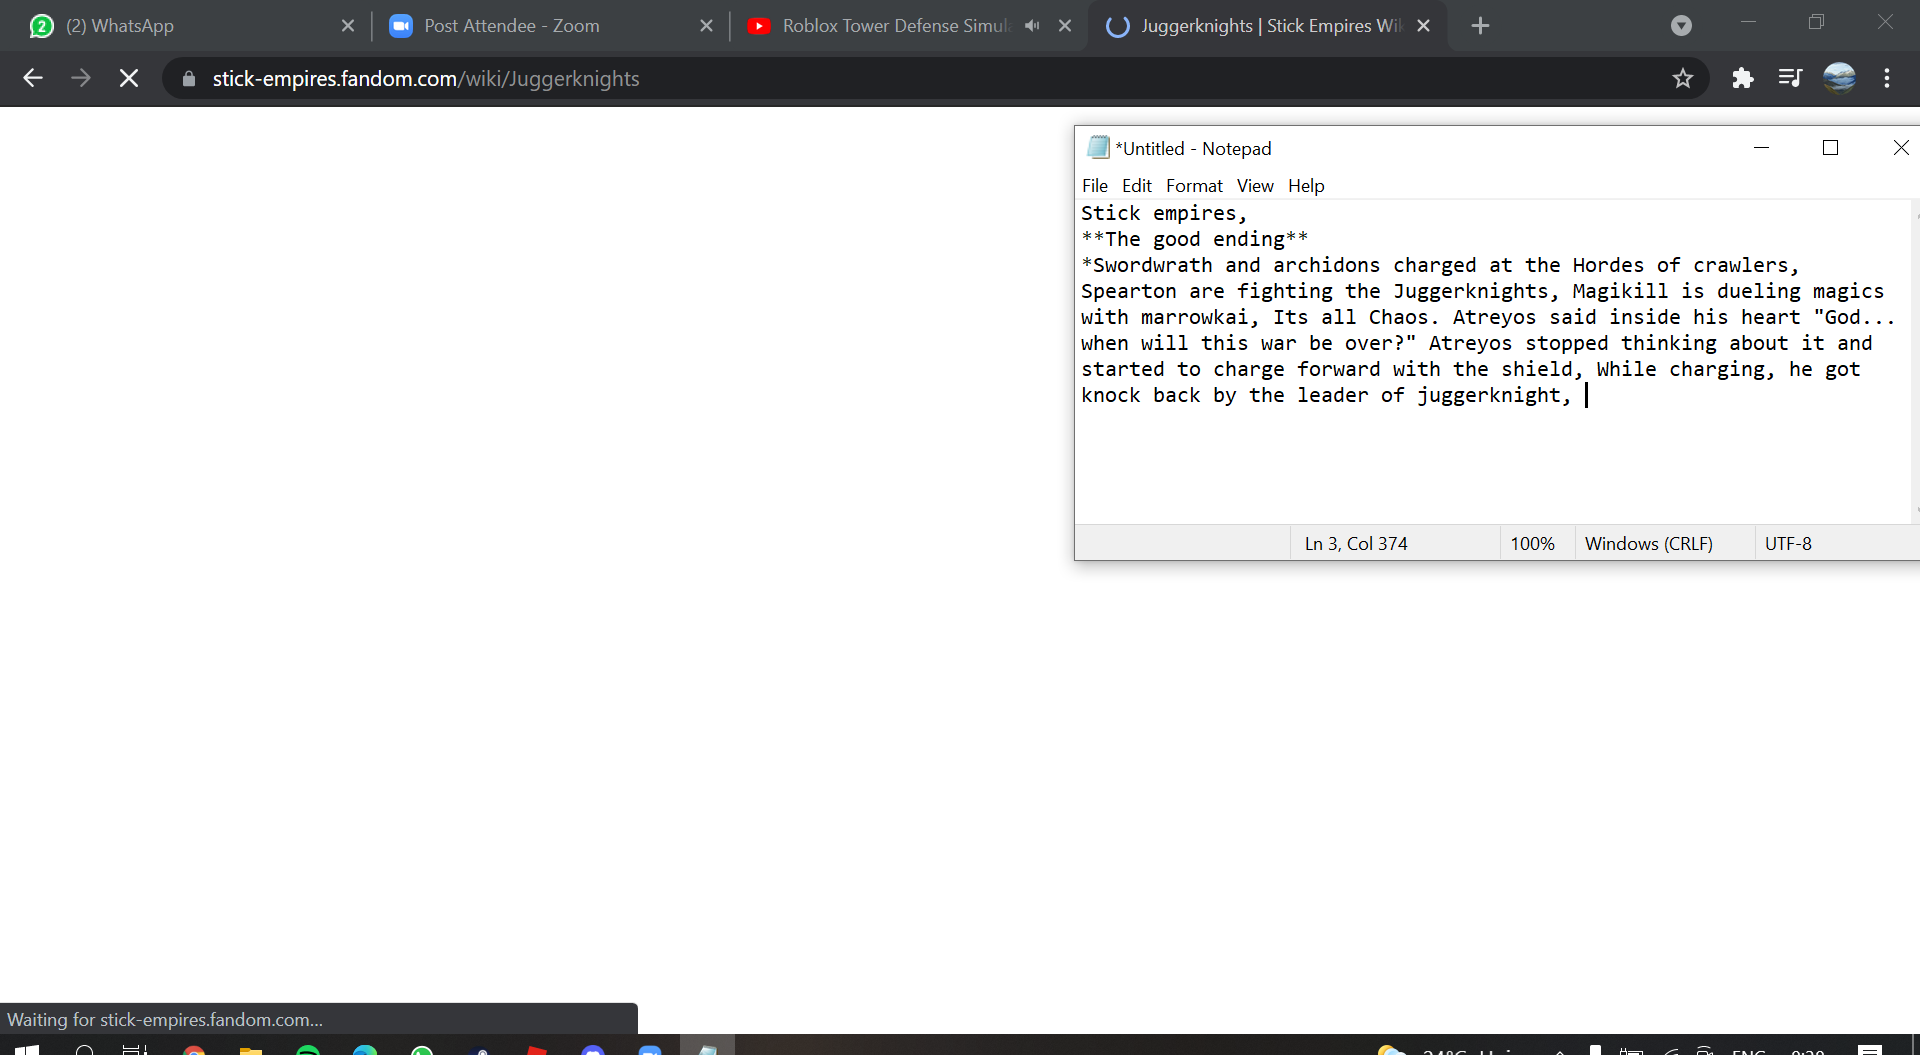 2 (2) WhatsApp
Post Attendee - Zoom
Roblox Tower Defense Simul
Juggerknights | Stick Empires Wik
stick-empires.fandom.com/wiki/Juggerknights
*Untitled - Notepad
File Edit Format View Help
Stick empires,
**The good ending**
*Swordwrath and archidons charged at the Hordes of crawlers,
Spearton are fighting the Juggerknights, Magikill is dueling magics
with marrowkai, Its all Chaos. Atreyos said inside his heart "God...
when will this war be over?" Atreyos stopped thinking about it and
started to charge forward with the shield, While charging, he got
knock back by the leader of juggerknight,
Ln 3, Col 374
100%
Windows (CRLF)
UTF-8
Waiting for stick-empires.fandom.com...